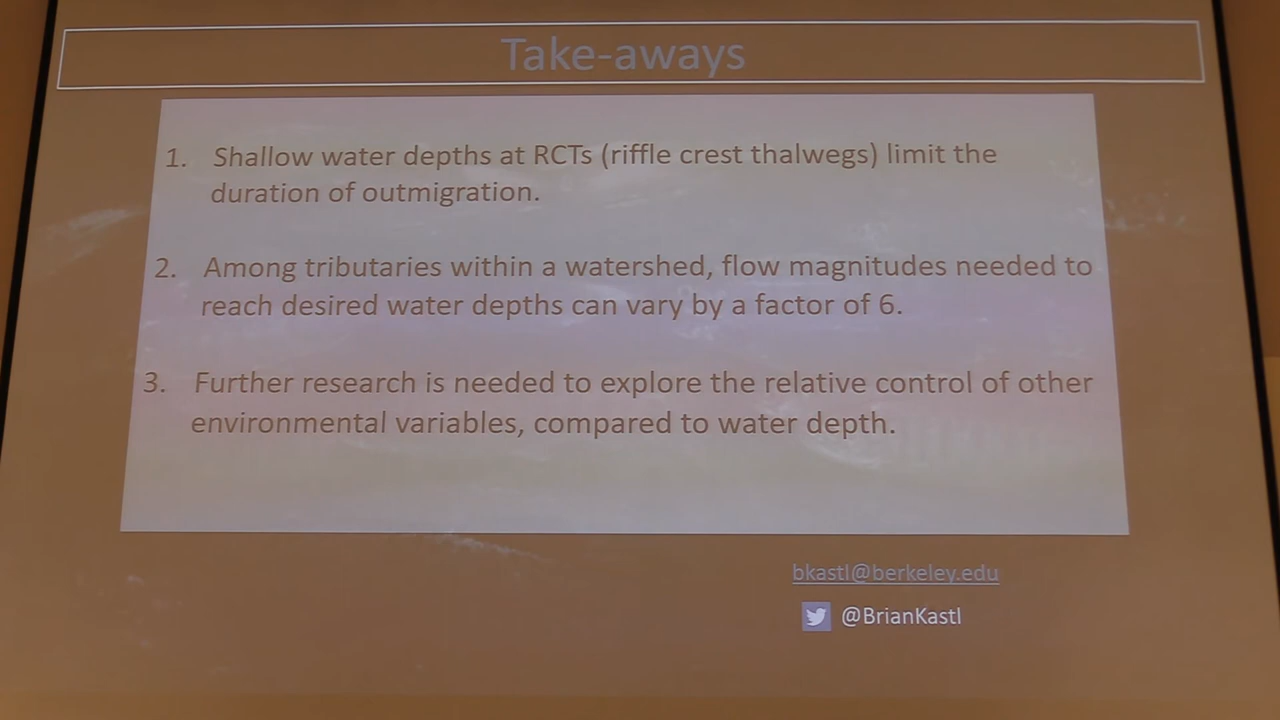 Take-aways
1. Shallow water depths at RCTs (riffle crest thalwegs) limit the
duration of outmigration.
2. Among tributaries within a watershed, flow magnitudes needed to
reach desired water depths can vary by a factor of 6.
3. Further research is needed to explore the relative control of other
environmental variables, compared to water depth.
bkastl@berkeley.edu
@BrianKastl